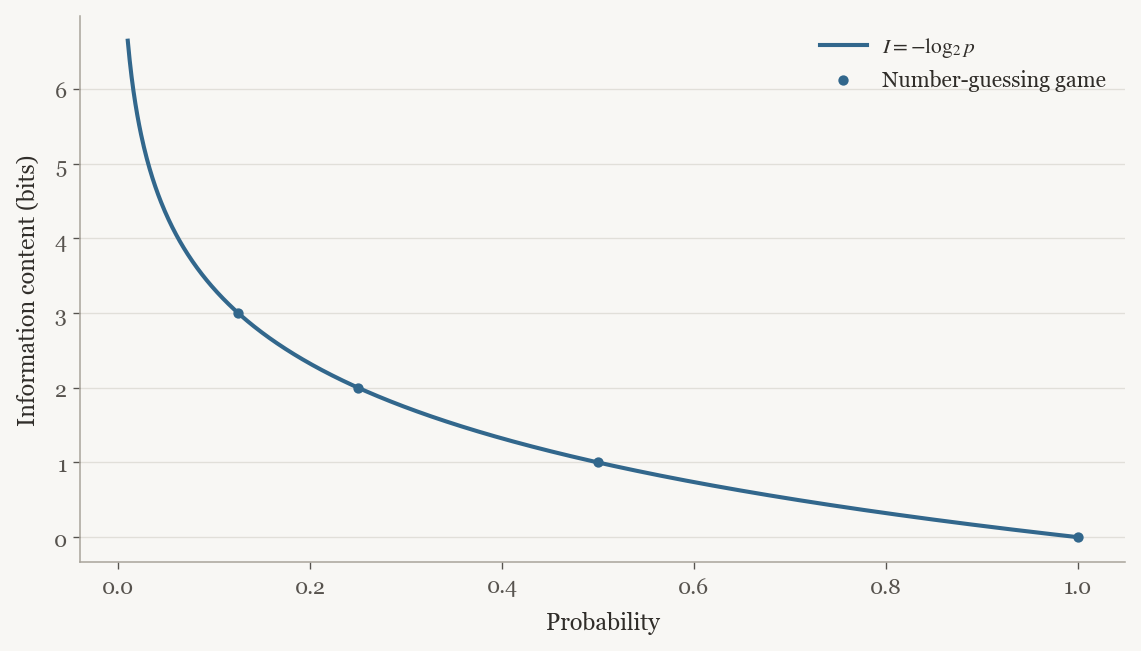 I = −log₂ p
Number-guessing game
Information content (bits)
6
5
4
3
2
1
0
0.0 0.2 0.4 0.6 0.8 1.0
Probability